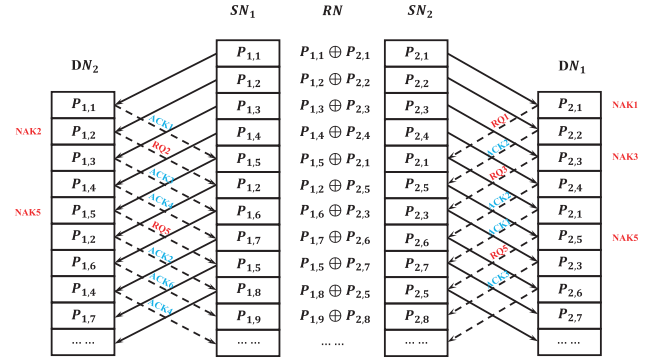 SN₁
RN
SN₂
DN₂
DN₁
P₁,₁
P₁,₂
P₁,₃
P₁,₄
P₁,₅
P₁,₂
P₁,₆
P₁,₄
P₁,₇
... ...
NAK2
NAK5
ACK1
RQ2
ACK4
RQ5
ACK2
ACK6
ACK4
P₁,₁
P₁,₂
P₁,₃
P₁,₄
P₁,₅
P₁,₂
P₁,₆
P₁,₇
P₁,₅
P₁,₈
P₁,₉
... ...
P₁,₁ ⊕ P₂,₁
P₁,₂ ⊕ P₂,₂
P₁,₃ ⊕ P₂,₃
P₁,₄ ⊕ P₂,₄
P₁,₅ ⊕ P₂,₁
P₁,₂ ⊕ P₂,₅
P₁,₆ ⊕ P₂,₃
P₁,₇ ⊕ P₂,₆
P₁,₅ ⊕ P₂,₇
P₁,₈ ⊕ P₂,₅
P₁,₉ ⊕ P₂,₈
... ...
P₂,₁
P₂,₂
P₂,₃
P₂,₄
P₂,₁
P₂,₅
P₂,₃
P₂,₆
P₂,₇
P₂,₅
P₂,₈
... ...
RQ1
ACK2
RQ3
RQ5
P₂,₁
P₂,₂
P₂,₃
P₂,₄
P₂,₁
P₂,₅
P₂,₃
P₂,₆
P₂,₇
... ...
NAK1
NAK3
NAK5